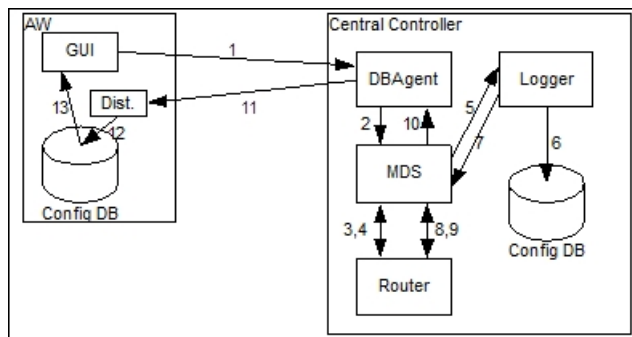 AW
Central Controller
GUI
1
DBAgent
Logger
13
Dist.
11
12
2
10
5
7
6
MDS
Config DB
3,4
8,9
Config DB
Router